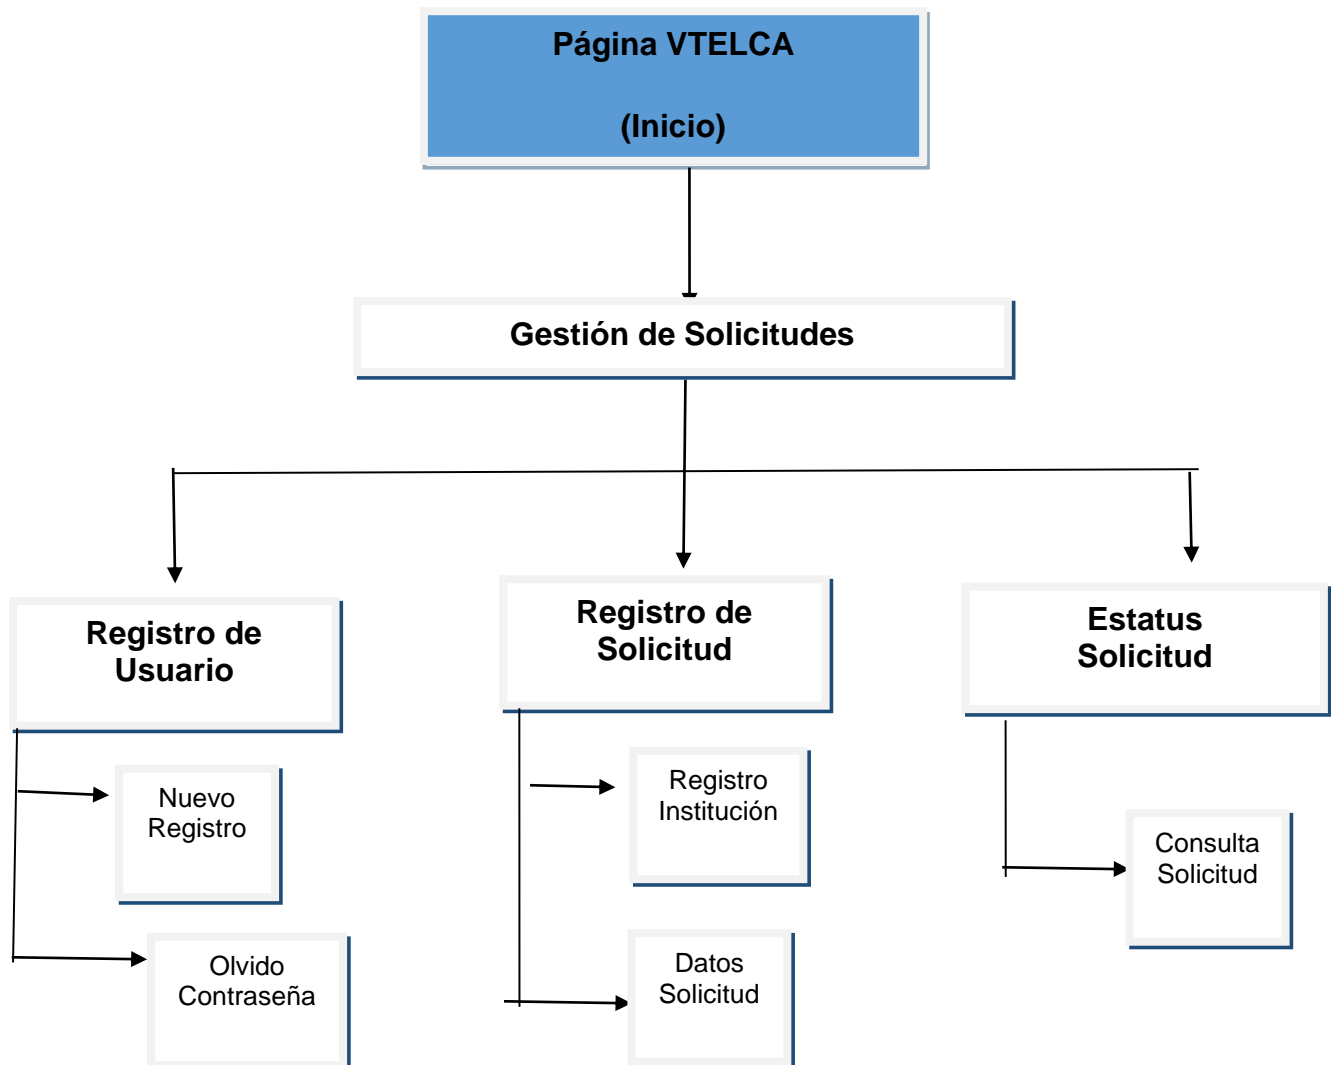 Página VTELCA
(Inicio)
Gestión de Solicitudes
Registro de
Usuario
Registro de
Solicitud
Estatus
Solicitud
Nuevo
Registro
Registro
Institución
Consulta
Solicitud
Olvido
Contraseña
Datos
Solicitud